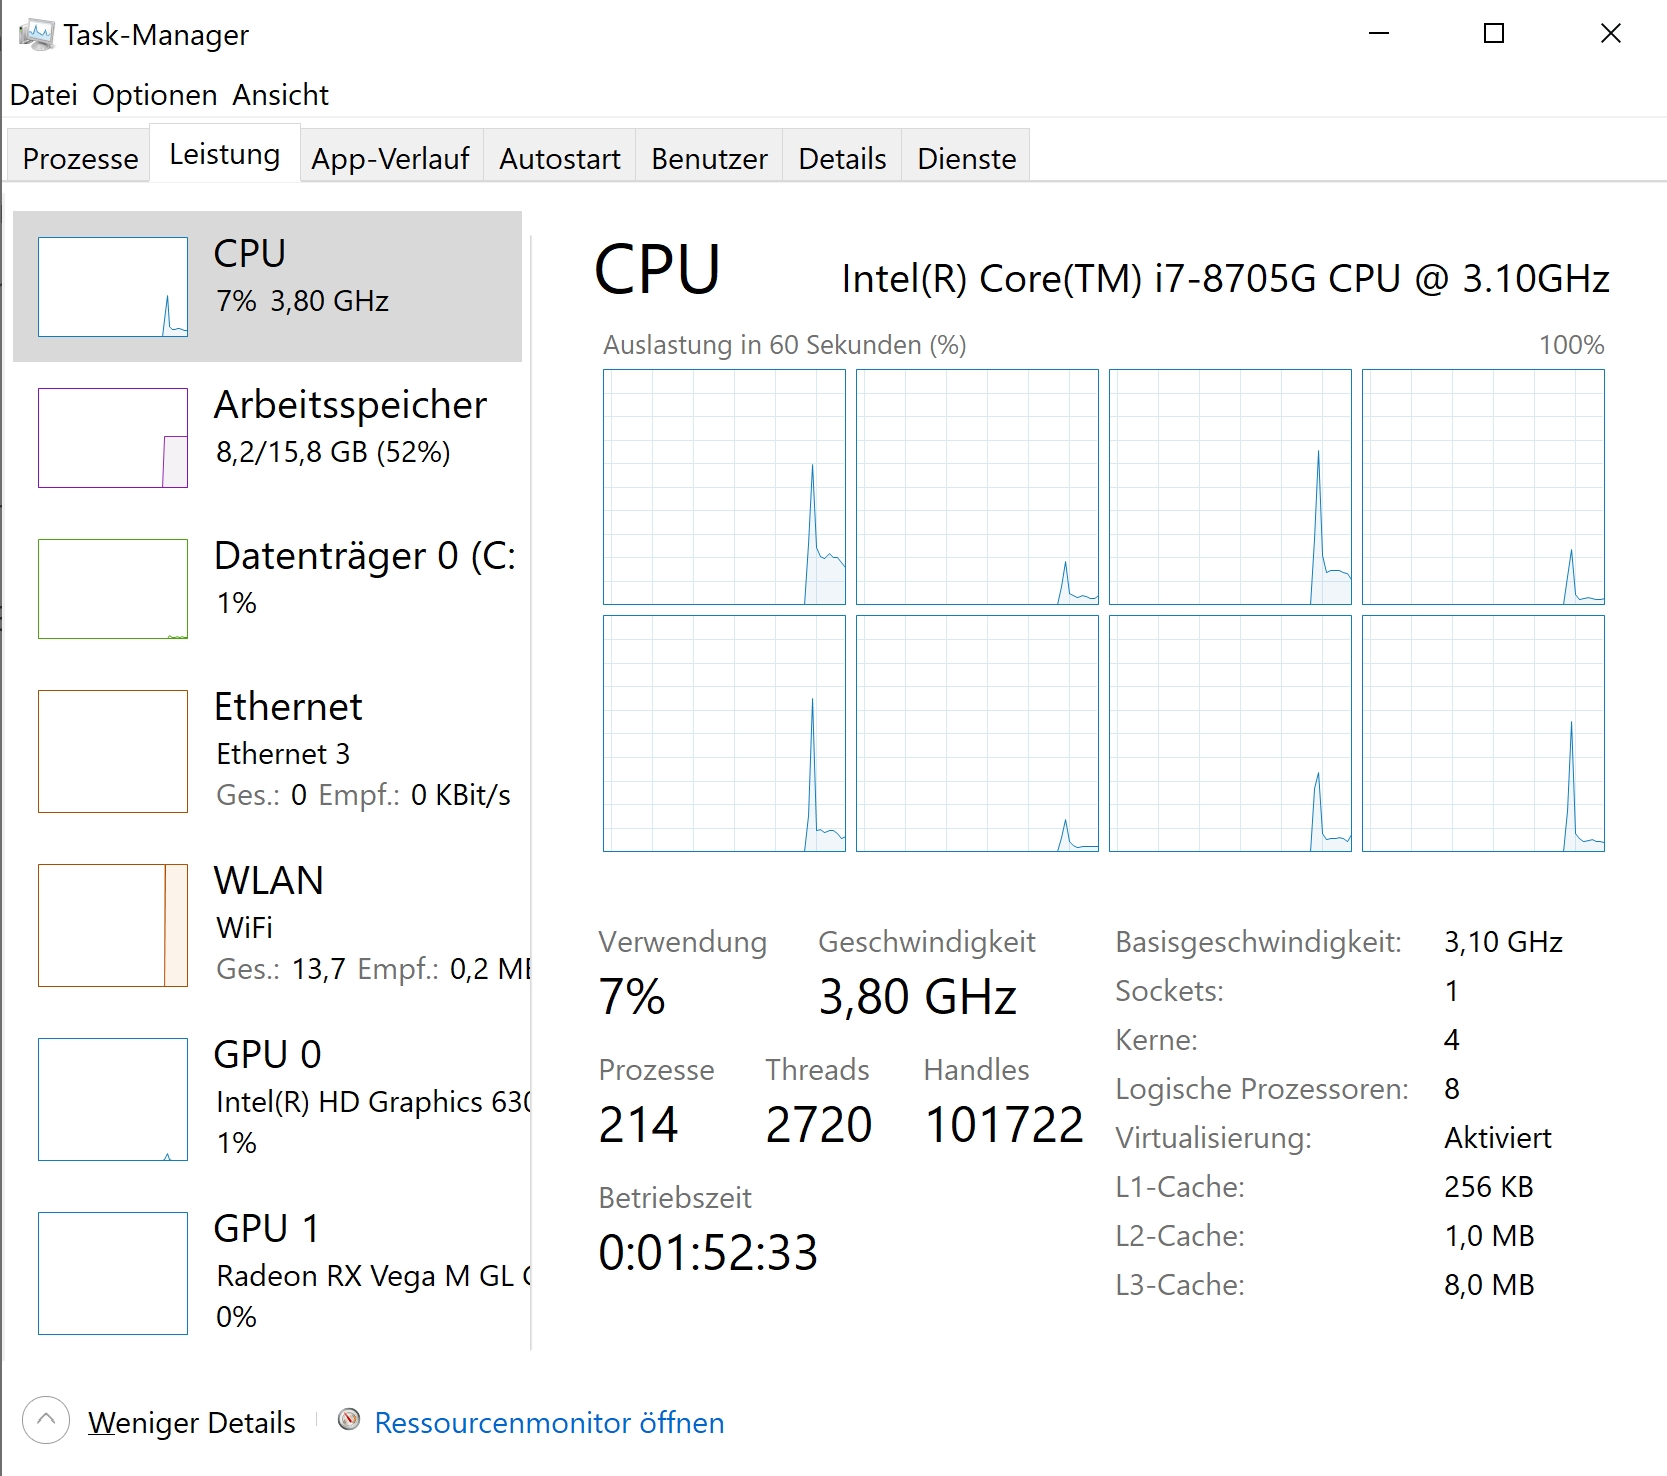 Task-Manager
Datei Optionen Ansicht
Prozesse Leistung App-Verlauf Autostart Benutzer Details Dienste
CPU
7% 3,80 GHz
Arbeitsspeicher
8,2/15,8 GB (52%)
Datenträger 0 (C:
1%
Ethernet
Ethernet 3
Ges.: 0 Empf.: 0 KBit/s
WLAN
WiFi
Ges.: 13,7 Empf.: 0,2
GPU 0
Intel(R) HD Graphics
1%
GPU 1
Radeon RX Vega M GL
0%
CPU Intel(R) Core(TM) i7-8705G CPU @ 3.10GHz
Auslastung in 60 Sekunden (%) 100%
Verwendung Geschwindigkeit
7% 3,80 GHz
Prozesse Threads Handles
214 2720 101722
Betriebszeit
0:01:52:33
Basisgeschwindigkeit: 3,10 GHz
Sockets: 1
Kerne: 4
Logische Prozessoren: 8
Virtualisierung: Aktiviert
L1-Cache: 256 KB
L2-Cache: 1,0 MB
L3-Cache: 8,0 MB
Weniger Details Ressourcenmonitor öffnen